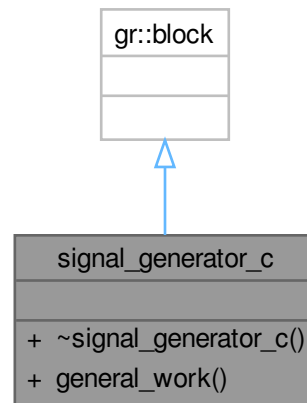 gr::block
signal_generator_c
+ ~signal_generator_c()
+ general_work()